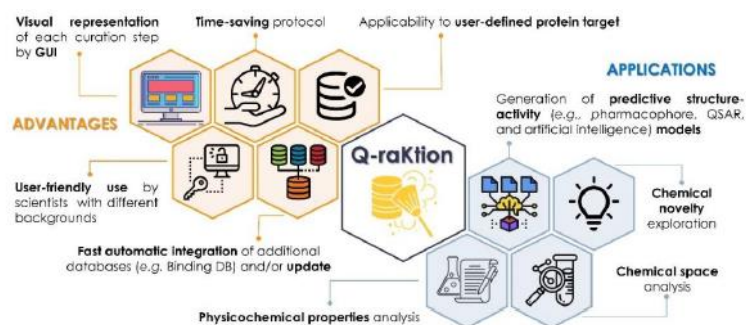 Visual representation
of each curation step
by GUI
Time-saving protocol
Applicability to user-defined protein target
ADVANTAGES
User-friendly use by
scientists with different
backgrounds
Fast automatic integration of additional
databases (e.g. Binding DB) and/or update
Q-raKtion
APPLICATIONS
Generation of predictive structure-
activity (e.g., pharmacophore, QSAR,
and artificial intelligence) models
Chemical novelty
exploration
Chemical space
analysis
Physicochemical properties analysis